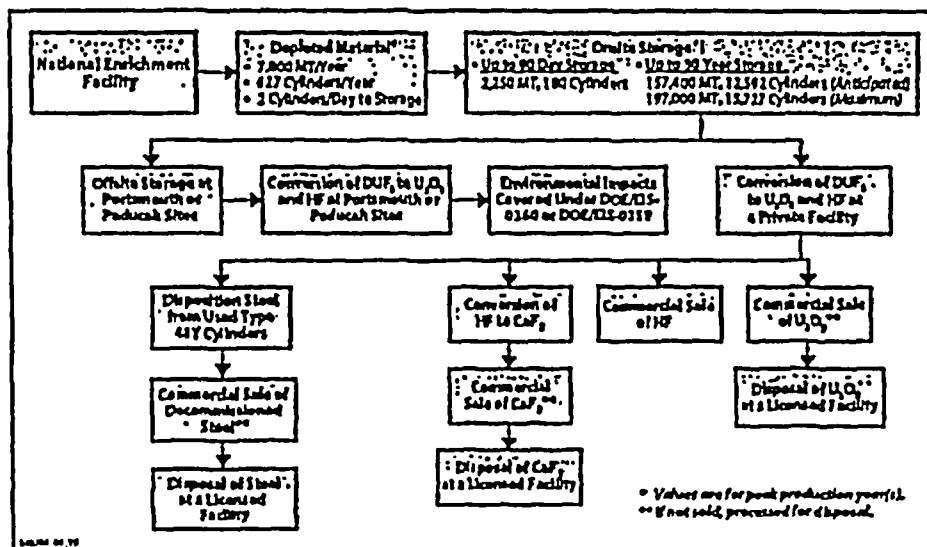 National Enrichment
Facility
Depleted Material*
7,800 MT/Year
627 Cylinders/Year
2 Cylinders/Day to Storage
Onsite Storage
Up to 90 Day Storage
2,250 MT, 180 Cylinders
Up to 30 Year Storage
157,400 MT, 12,592 Cylinders (Anticipated)
197,000 MT, 15,727 Cylinders (Maximum)
Offsite Storage at
Portsmouth or
Paducah Sites
Conversion of DUF₆ to U₃O₈
and HF at Portsmouth or
Paducah Sites
Environmental Impacts
Covered Under DOE/EIS-
0360 or DOE/EIS-0359
Conversion of DUF₆
to U₃O₈ and HF at
a Private Facility
Disposition Steel
from Used Type
48Y Cylinders
Conversion of
HF to CaF₂
Commercial Sale
of HF
Commercial Sale
of U₃O₈**
Commercial Sale of
Decommissioned
Steel**
Commercial
Sale of CaF₂**
Disposal of U₃O₈**
at a Licensed Facility
Disposal of Steel
at a Licensed
Factory
Disposal of CaF₂**
at a Licensed Facility
* Values are for peak production year(s).
** If not sold, processed for disposal.